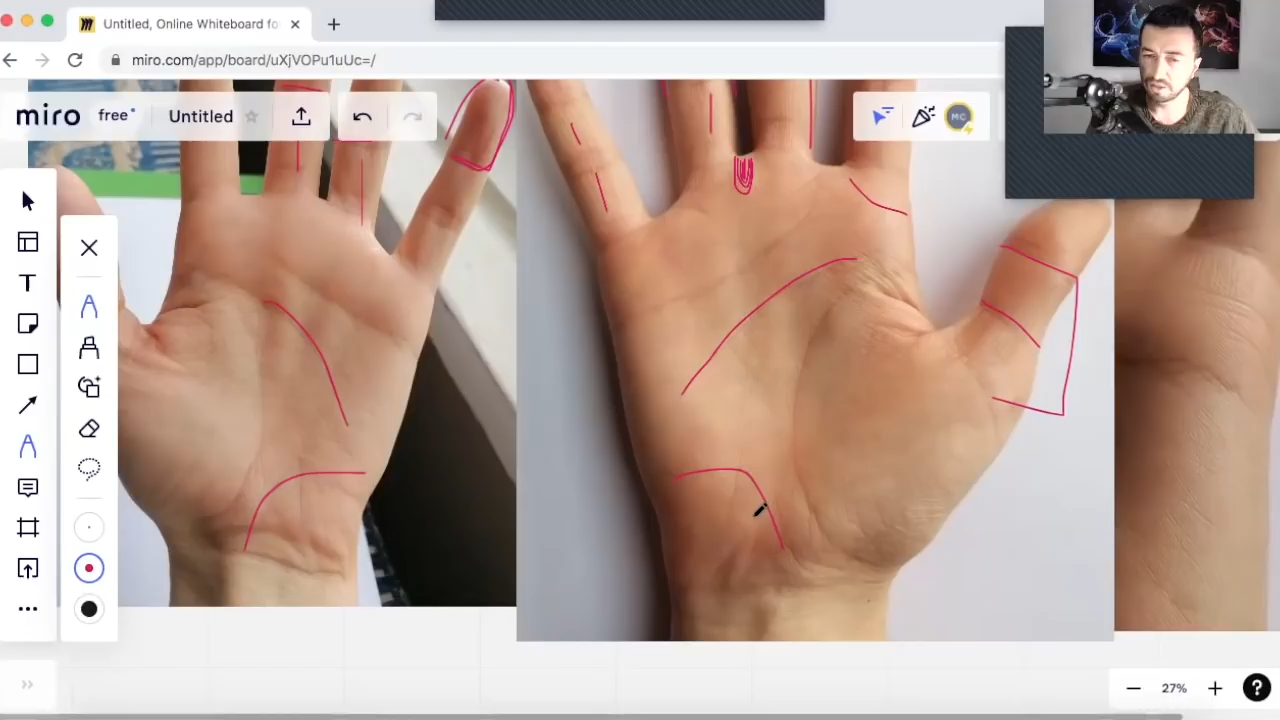 Untitled, Online Whiteboard fo
miro.com/app/board/uXjVOPu1uUc=/
miro free Untitled
MC
T
27%
?